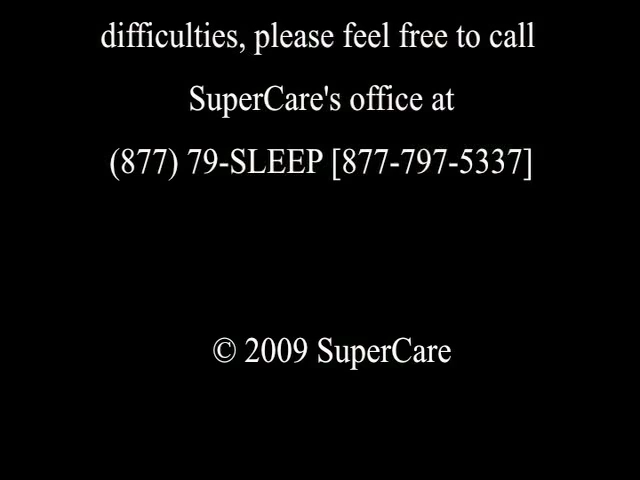 difficulties, please feel free to call
SuperCare's office at
(877) 79-SLEEP [877-797-5337]
© 2009 SuperCare